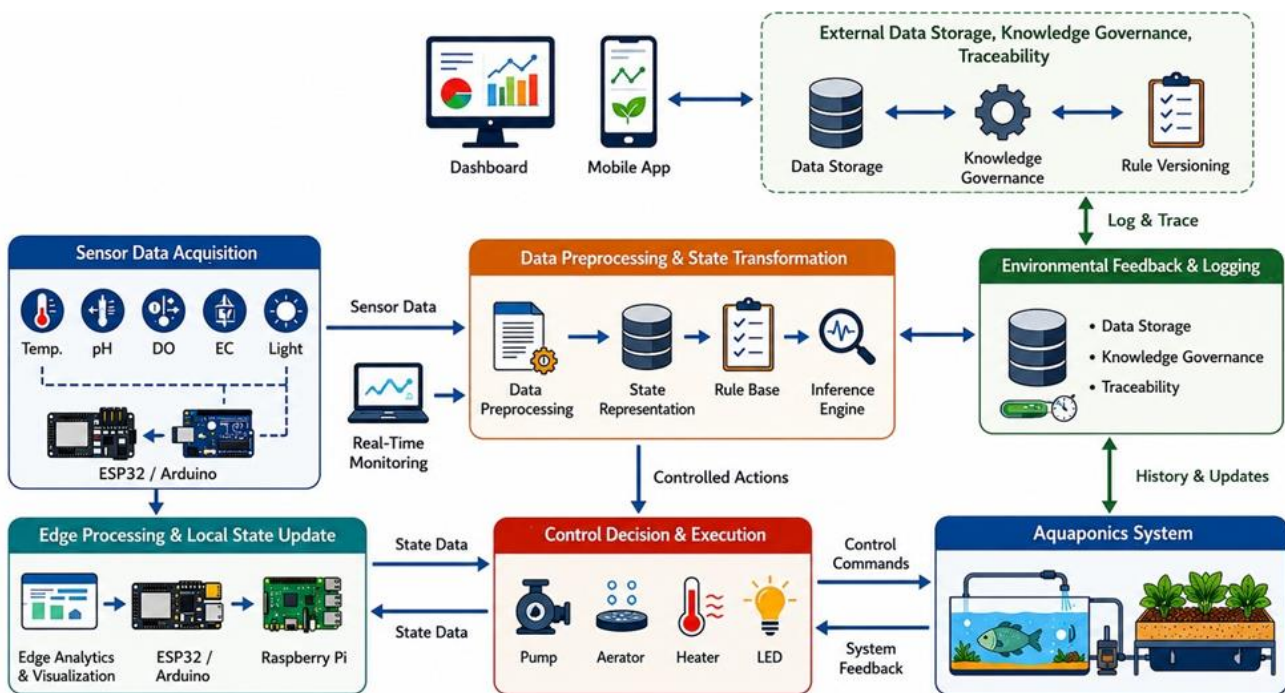 External Data Storage, Knowledge Governance,
Traceability
Dashboard
Mobile App
Data Storage
Knowledge
Governance
Rule Versioning
Log & Trace
Sensor Data Acquisition
Temp.
pH
DO
EC
Light
ESP32 / Arduino
Sensor Data
Real-Time
Monitoring
Data Preprocessing & State Transformation
Data
Preprocessing
State
Representation
Rule Base
Inference
Engine
Environmental Feedback & Logging
• Data Storage
• Knowledge Governance
• Traceability
Controlled Actions
History & Updates
Edge Processing & Local State Update
Edge Analytics
& Visualization
ESP32 /
Arduino
Raspberry Pi
State Data
State Data
Control Decision & Execution
Pump
Aerator
Heater
LED
Control
Commands
System
Feedback
Aquaponics System